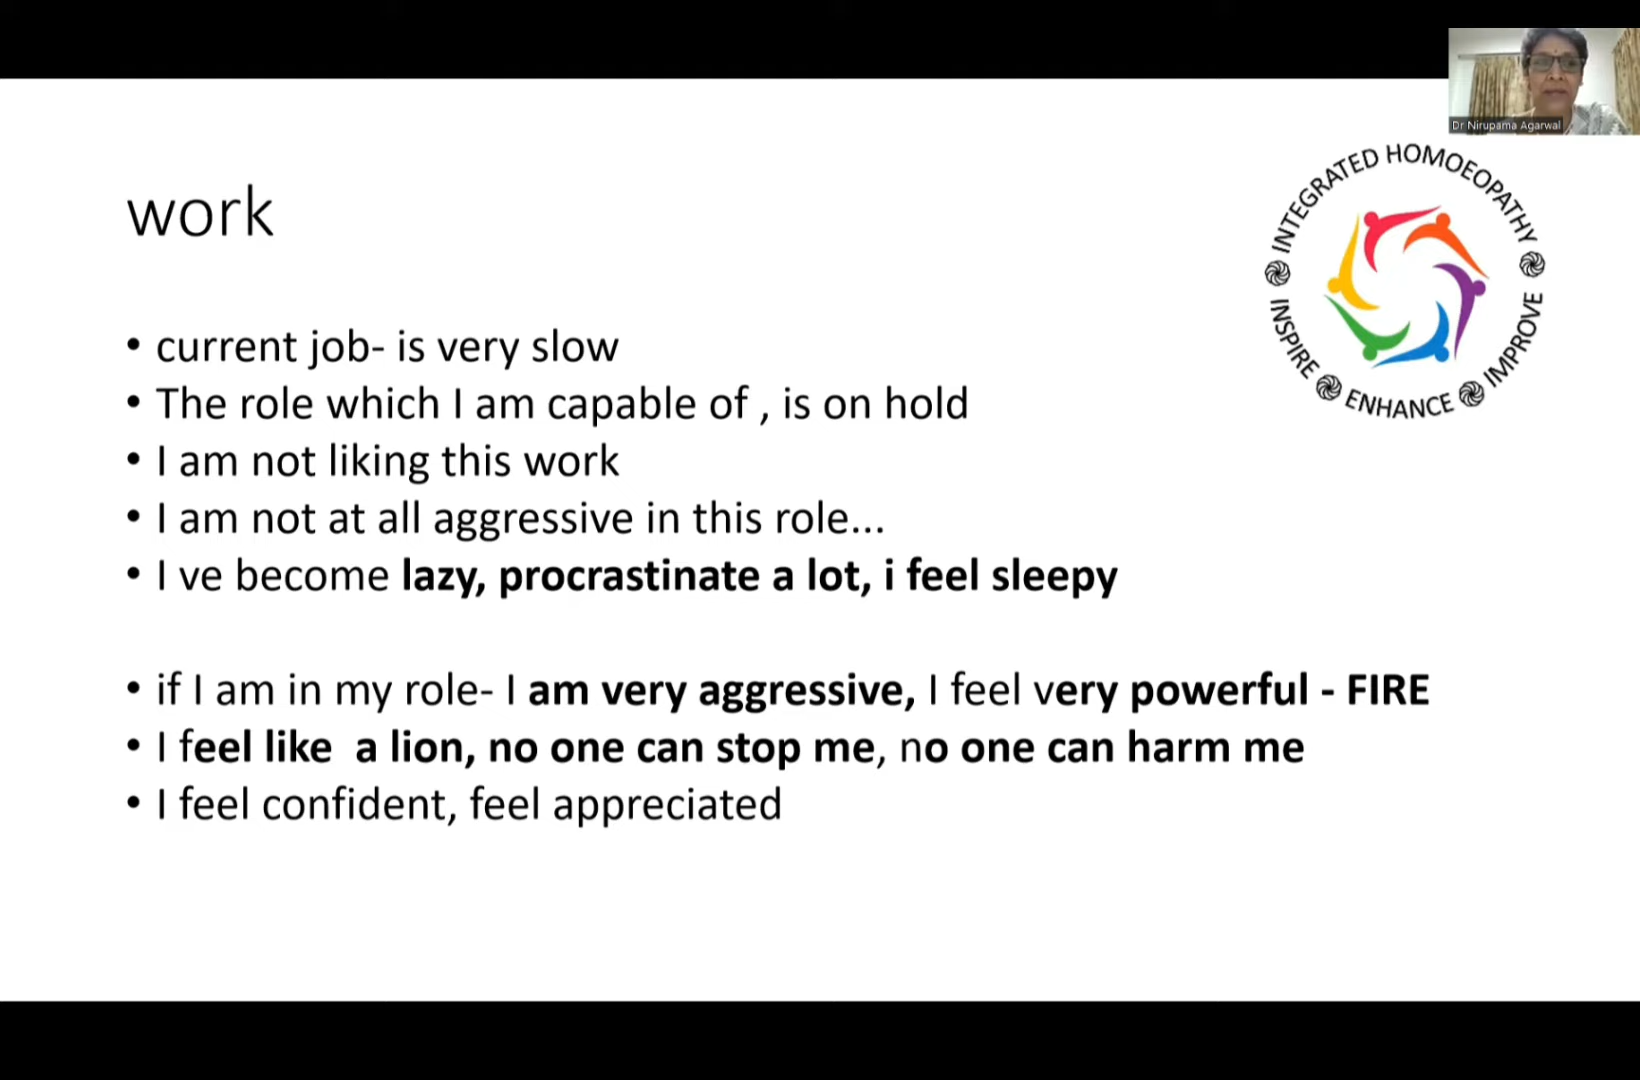 Dr Nirupama Agarwal
INTEGRATED HOMOEOPATHY
INSPIRE
ENHANCE
IMPROVE
work
• current job- is very slow
• The role which I am capable of , is on hold
• I am not liking this work
• I am not at all aggressive in this role...
• I ve become lazy, procrastinate a lot, i feel sleepy
• if I am in my role- I am very aggressive, I feel very powerful - FIRE
• I feel like  a lion, no one can stop me, no one can harm me
• I feel confident, feel appreciated